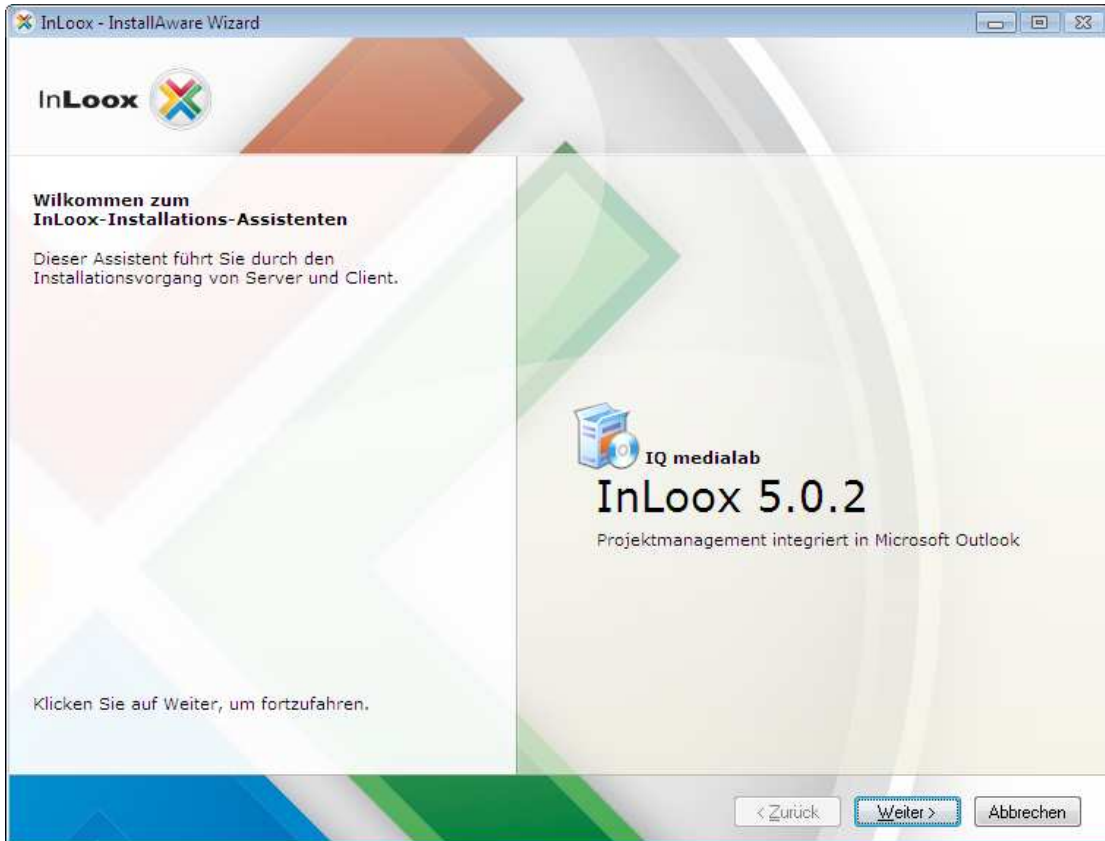 InLoox - InstallAware Wizard
InLoox
Wilkommen zum
InLoox-Installations-Assistenten
Dieser Assistent führt Sie durch den
Installationsvorgang von Server und Client.
IQ medialab
InLoox 5.0.2
Projektmanagement integriert in Microsoft Outlook
Klicken Sie auf Weiter, um fortzufahren.
< Zurück
Weiter >
Abbrechen